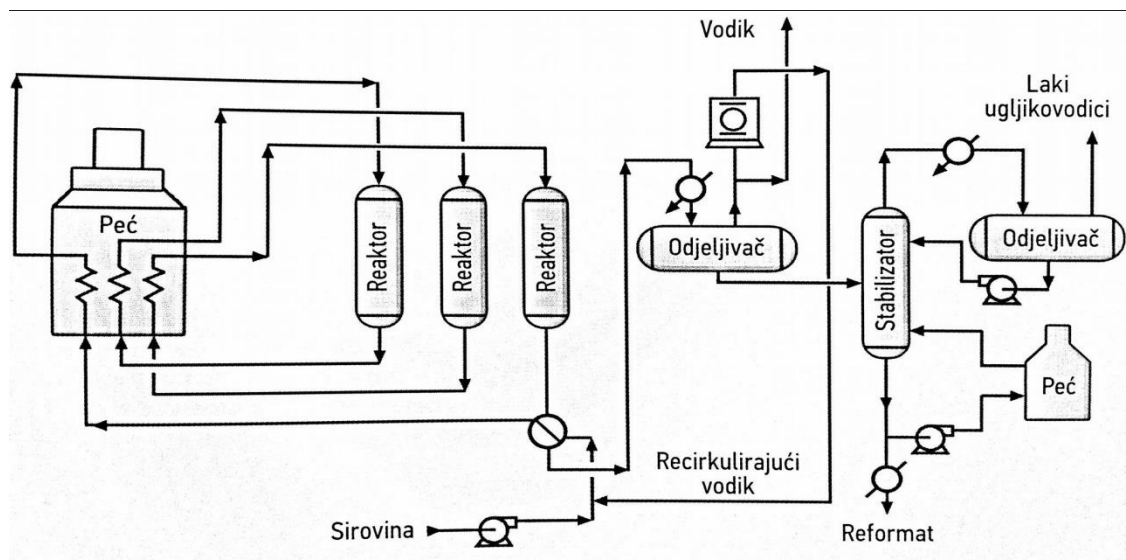 Vodik
Laki
ugljikovodici
Peć
Reaktor
Reaktor
Reaktor
Odjeljivač
Odjeljivač
Stabilizator
Peć
Recirkulirajući
vodik
Sirovina
Reformat